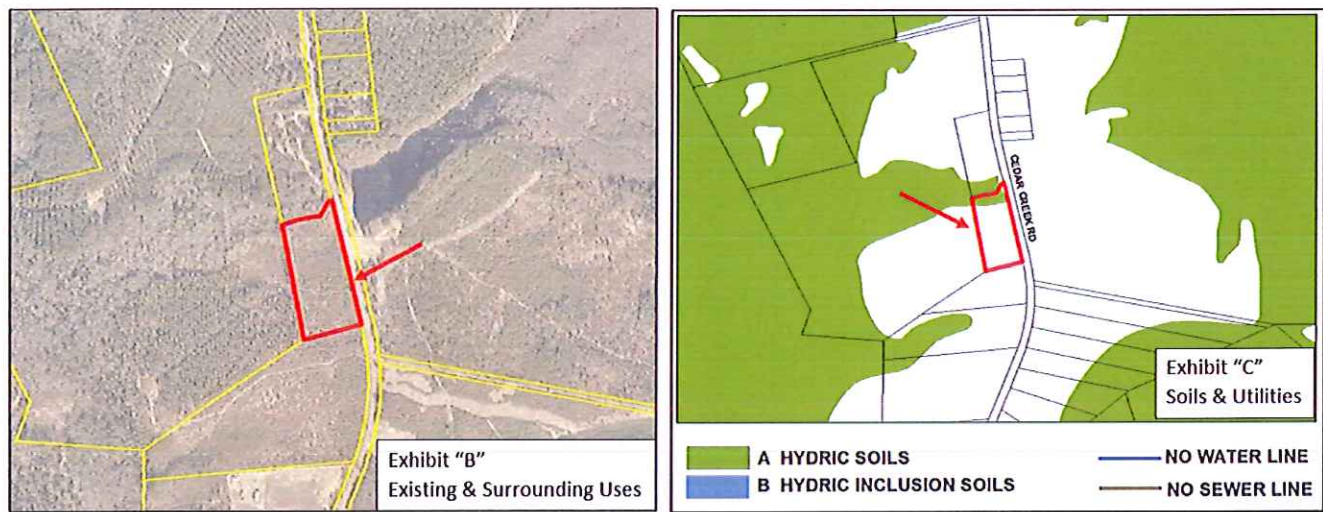 Exhibit "B"
Existing & Surrounding Uses
CEDAR CREEK RD
Exhibit "C"
Soils & Utilities
A HYDRIC SOILS
B HYDRIC INCLUSION SOILS
NO WATER LINE
NO SEWER LINE